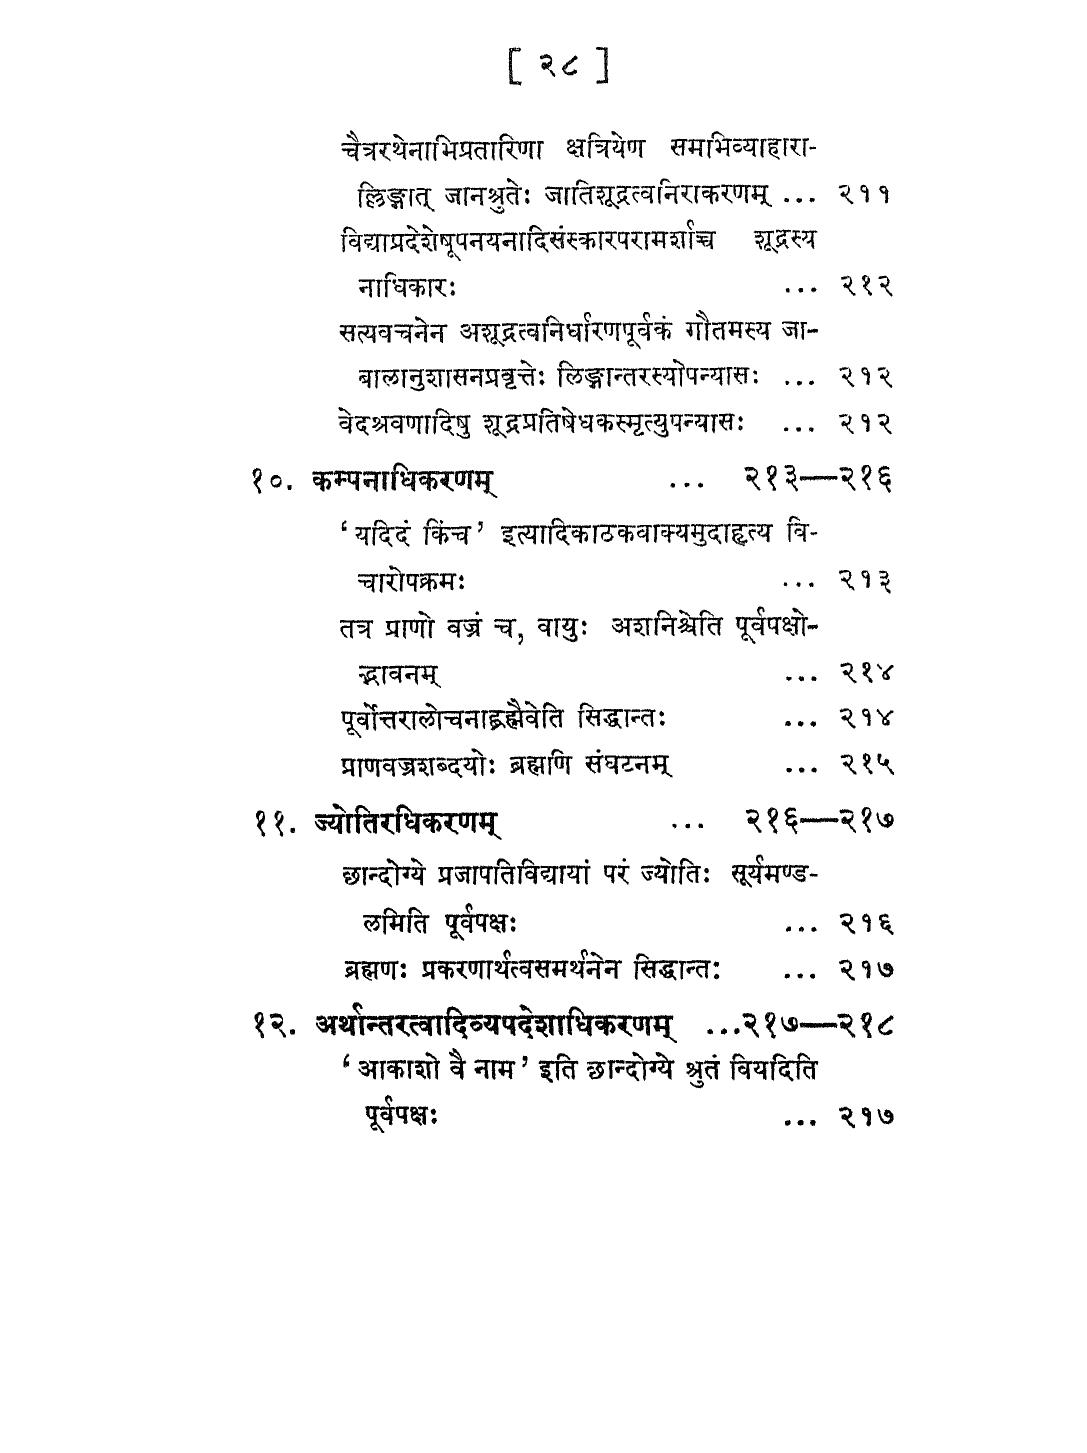 [ २८ ]
चैत्ररथेनाभिप्रतारिणा क्षत्रियेण समभिव्याहारा-
ल्लिङ्गात् जानश्रुतेः जातिशूद्रत्वनिराकरणम् ... २११
विद्याप्रदेशेषूपनयनादिसंस्कारपरामर्शाच्च शूद्रस्य
नाधिकारः ... २१२
सत्यवचनेन अशूद्रत्वनिर्धारणपूर्वकं गौतमस्य जा-
बालानुशासनप्रवृत्तेः लिङ्गान्तरस्योपन्यासः ... २१२
वेदश्रवणादिषु शूद्रप्रतिषेधकस्मृत्युपन्यासः ... २१२
१०. कम्पनाधिकरणम् ... २१३—२१६
‘यदिदं किंच’ इत्यादिकाठकवाक्यमुदाहृत्य वि-
चारोपक्रमः ... २१३
तत्र प्राणो वज्रं च, वायुः अशनिश्चेति पूर्वपक्षो-
द्भावनम् ... २१४
पूर्वोत्तरालोचनाद्ब्रह्मैवेति सिद्धान्तः ... २१४
प्राणवज्रशब्दयोः ब्रह्मणि संघटनम् ... २१५
११. ज्योतिरधिकरणम् ... २१६—२१७
छान्दोग्ये प्रजापतिविद्यायां परं ज्योतिः सूर्यमण्ड-
लमिति पूर्वपक्षः ... २१६
ब्रह्मणः प्रकरणार्थत्वसमर्थनेन सिद्धान्तः ... २१७
१२. अर्थान्तरत्वादिव्यपदेशाधिकरणम् ...२१७—२१८
‘आकाशो वै नाम’ इति छान्दोग्ये श्रुतं वियदिति
पूर्वपक्षः ... २१७